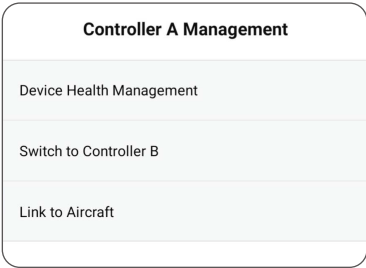 Controller A Management
Device Health Management
Switch to Controller B
Link to Aircraft